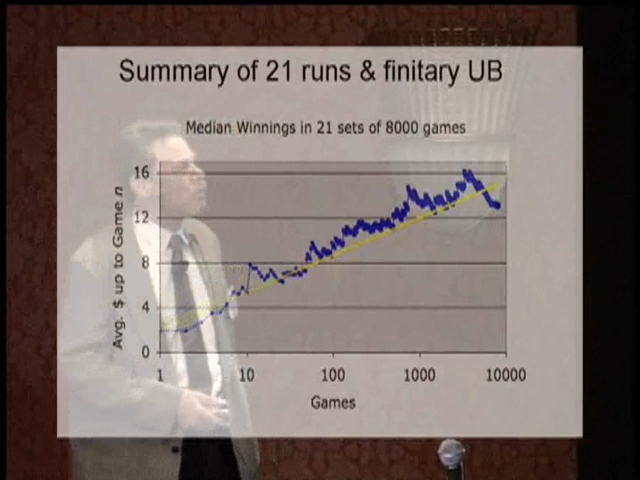 Summary of 21 runs & finitary UB
Median Winnings in 21 sets of 8000 games
Avg. $ up to Game n
16
12
8
4
0
1 10 100 1000 10000
Games